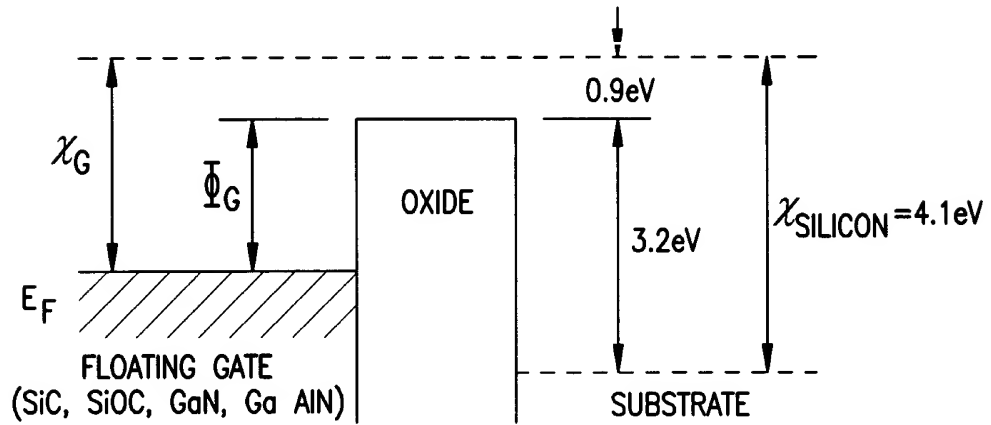 0.9eV
χG
ΦG
OXIDE
3.2eV
χSILICON=4.1eV
EF
FLOATING GATE
(SiC, SiOC, GaN, Ga AlN)
SUBSTRATE